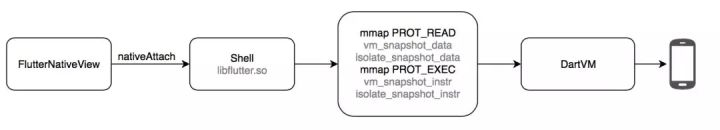 FlutterNativeView
nativeAttach
Shell
libflutter.so
mmap PROT_READ
vm_snapshot_data
isolate_snapshot_data
mmap PROT_EXEC
vm_snapshot_instr
isolate_snapshot_instr
DartVM